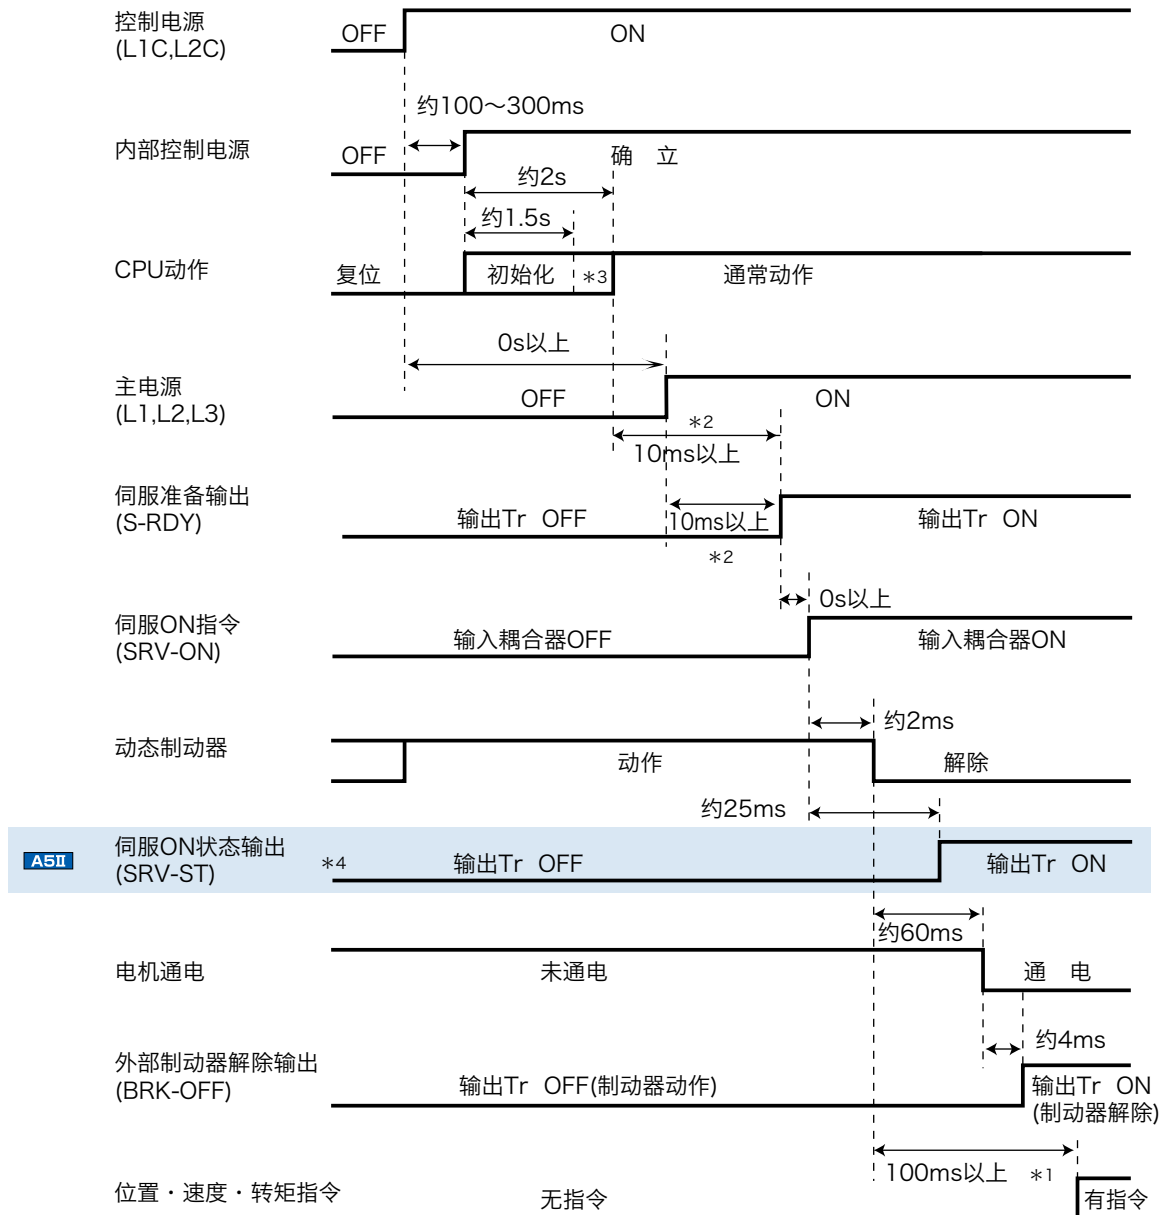 控制电源
(L1C,L2C)
OFF
ON
约100～300ms
内部控制电源
OFF
确 立
约2s
约1.5s
CPU动作
复位
初始化
*3
通常动作
0s以上
主电源
(L1,L2,L3)
OFF
ON
*2
10ms以上
伺服准备输出
(S-RDY)
输出Tr OFF
10ms以上
*2
输出Tr ON
0s以上
伺服ON指令
(SRV-ON)
输入耦合器OFF
输入耦合器ON
约2ms
动态制动器
动作
解除
约25ms
A5II
伺服ON状态输出
(SRV-ST)
*4
输出Tr OFF
输出Tr ON
约60ms
电机通电
未通电
通 电
约4ms
外部制动器解除输出
(BRK-OFF)
输出Tr OFF(制动器动作)
输出Tr ON
(制动器解除)
100ms以上 *1
位置・速度・转矩指令
无指令
有指令